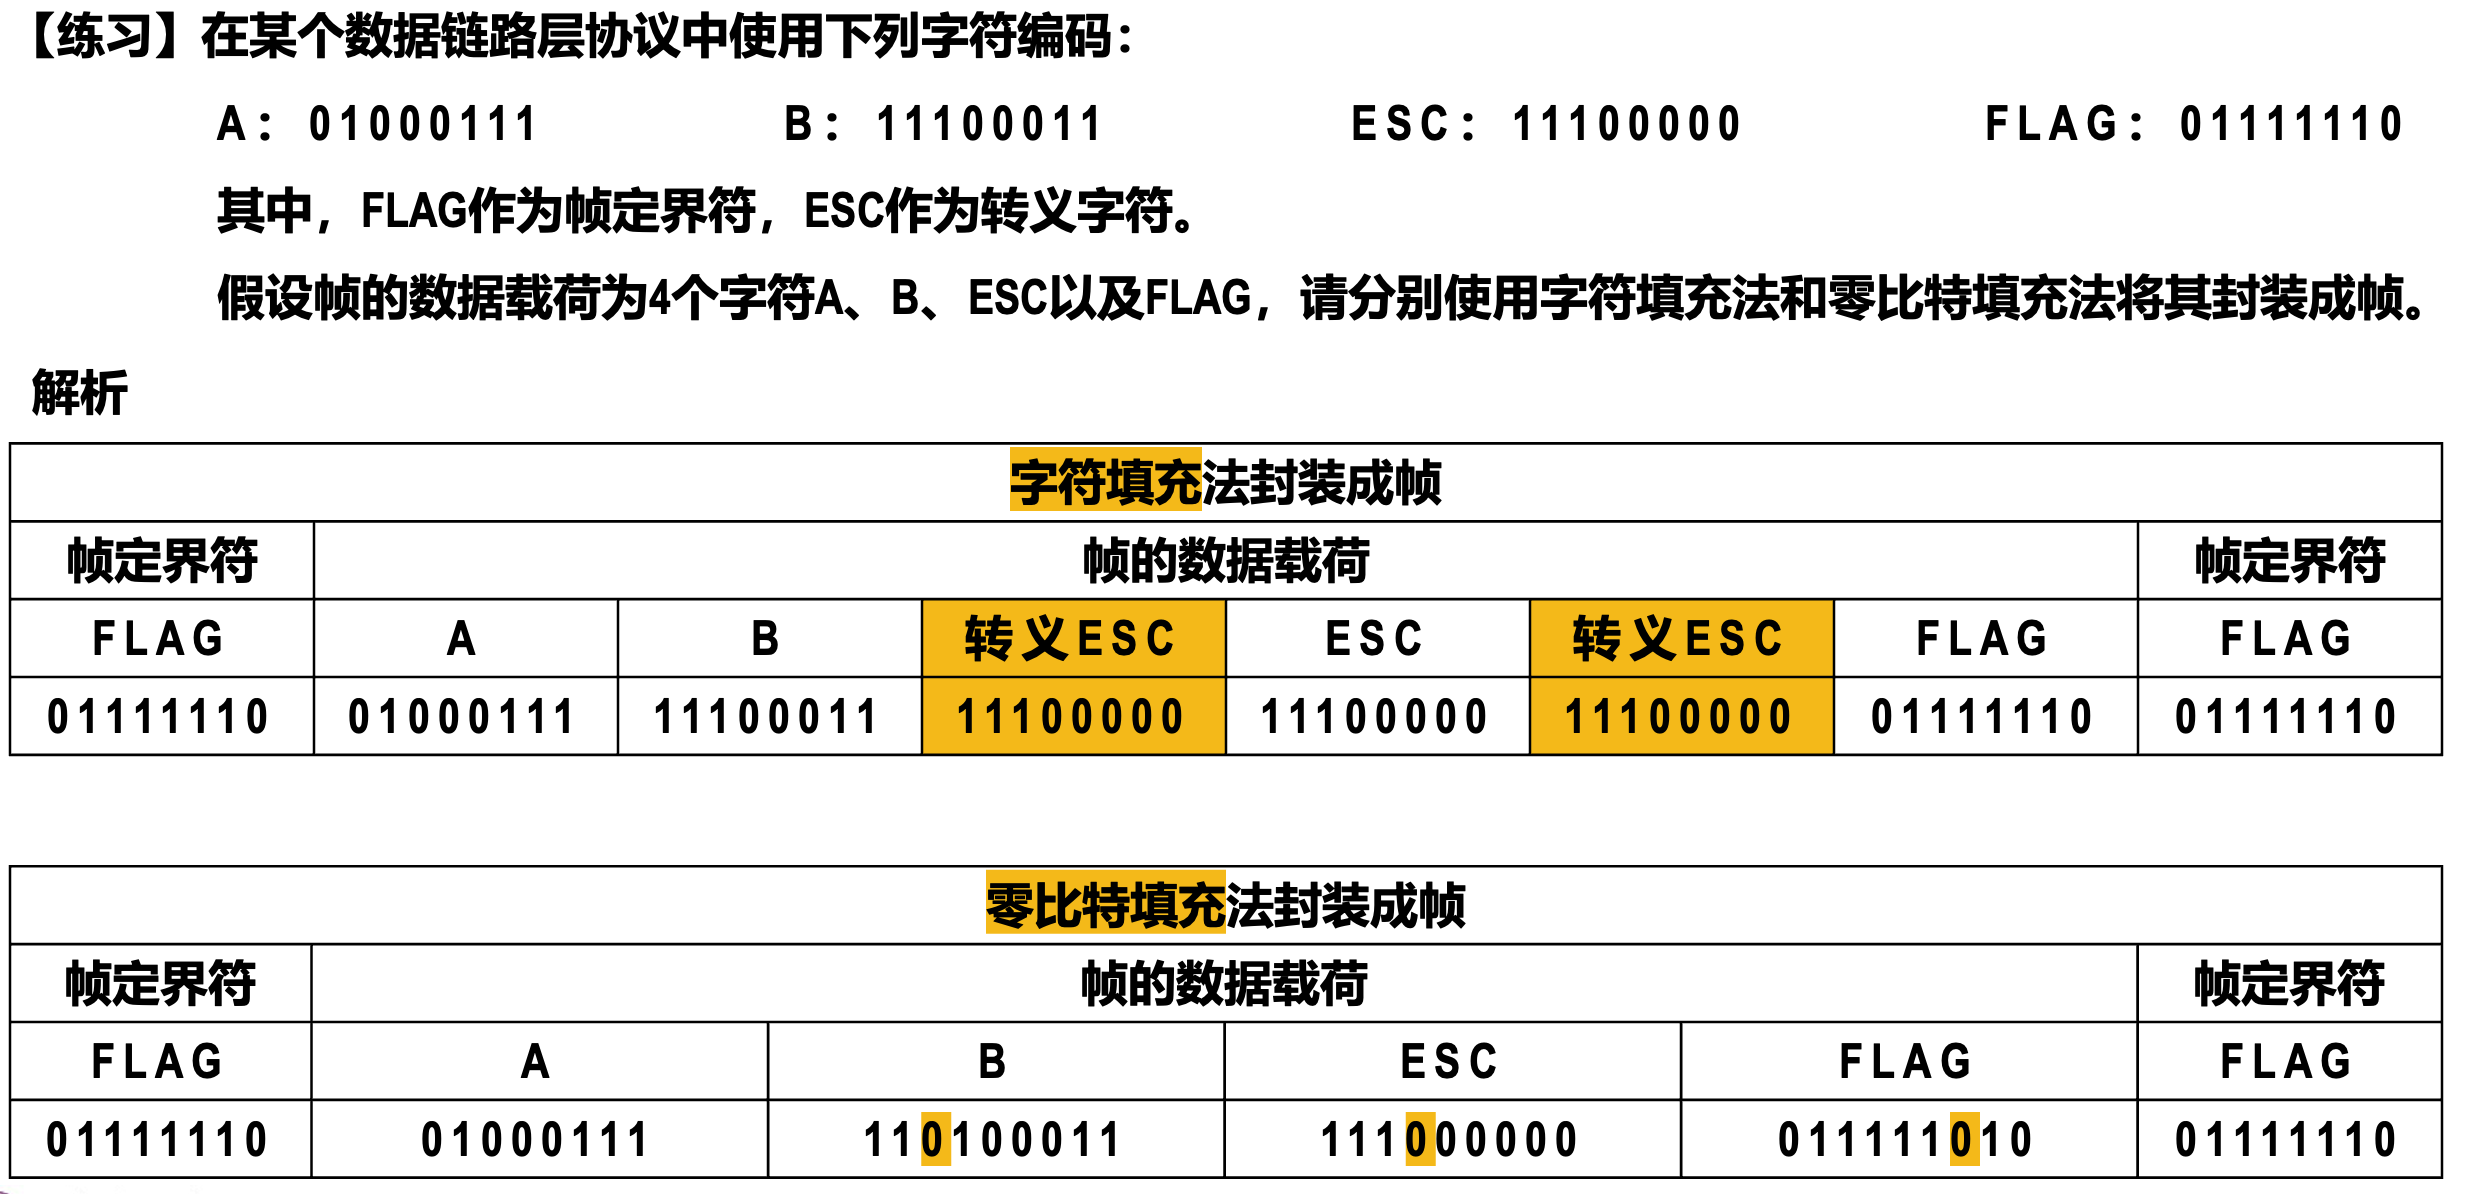 【练习】在某个数据链路层协议中使用下列字符编码：
A：01000111 B：11100011 ESC：11100000 FLAG：01111110
其中，FLAG作为帧定界符，ESC作为转义字符。
假设帧的数据载荷为4个字符A、B、ESC以及FLAG，请分别使用字符填充法和零比特填充法将其封装成帧。
解析
字符填充法封装成帧
帧定界符 帧的数据载荷 帧定界符
FLAG A B 转义ESC ESC 转义ESC FLAG FLAG
01111110 01000111 11100011 11100000 11100000 11100000 01111110 01111110
零比特填充法封装成帧
帧定界符 帧的数据载荷 帧定界符
FLAG A B ESC FLAG FLAG
01111110 01000111 110100011 111000000 011111010 01111110